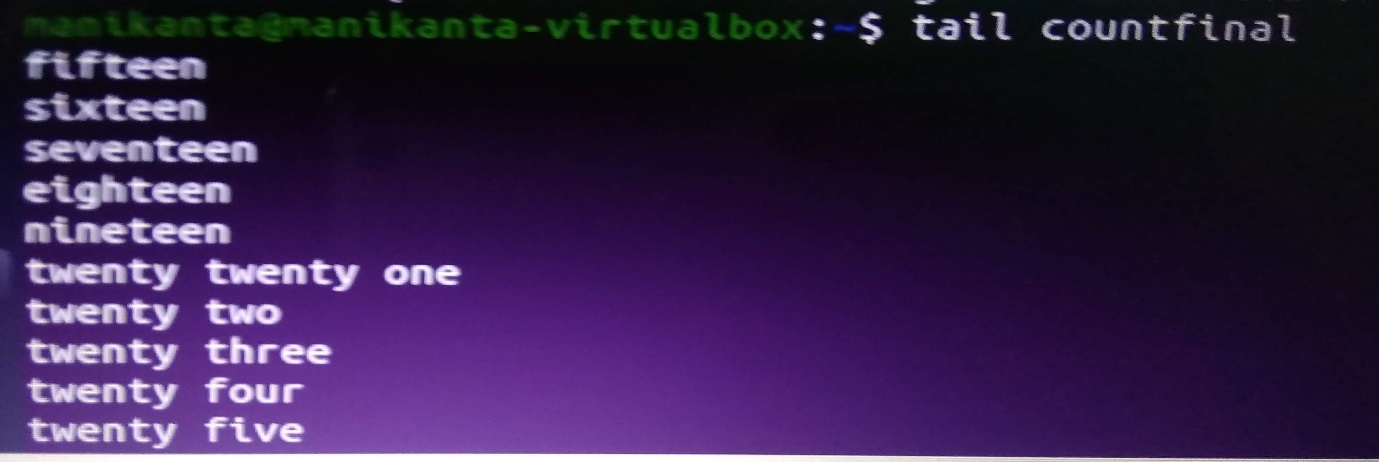 manikanta@manikanta-virtualbox:~$ tail countfinal
fifteen
sixteen
seventeen
eighteen
nineteen
twenty twenty one
twenty two
twenty three
twenty four
twenty five